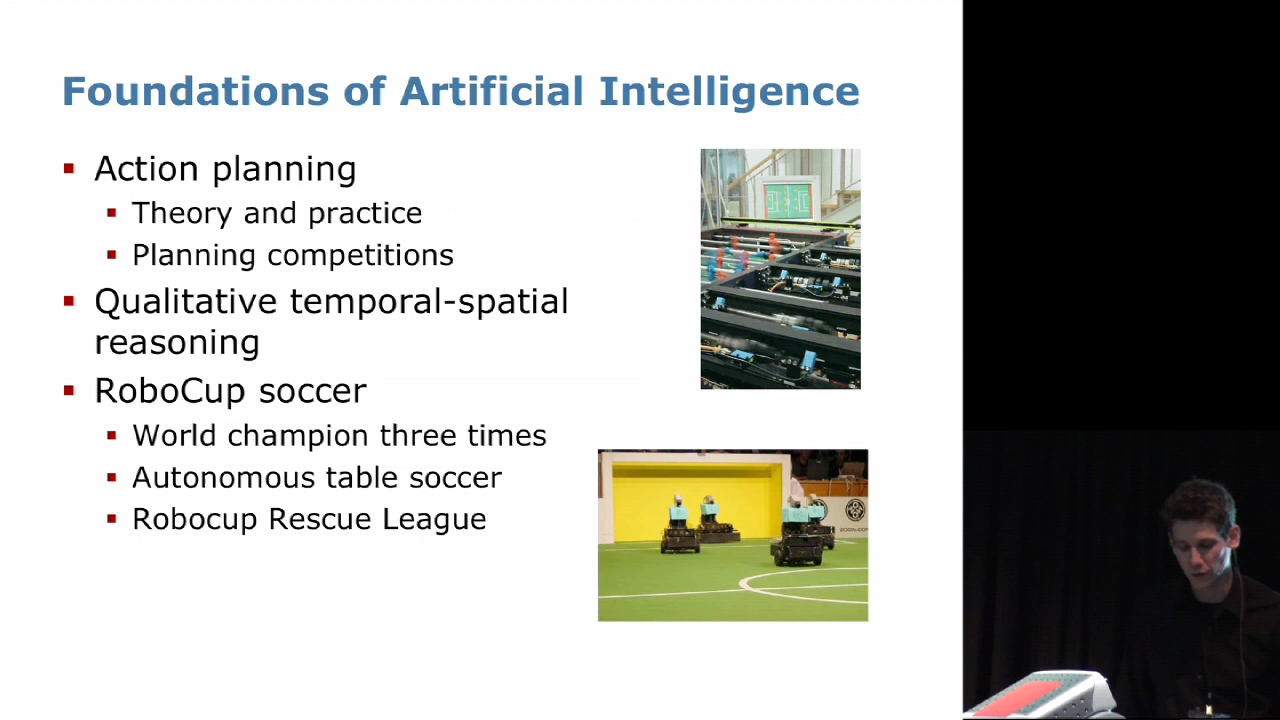 Foundations of Artificial Intelligence
Action planning
Theory and practice
Planning competitions
Qualitative temporal-spatial
reasoning
RoboCup soccer
World champion three times
Autonomous table soccer
Robocup Rescue League